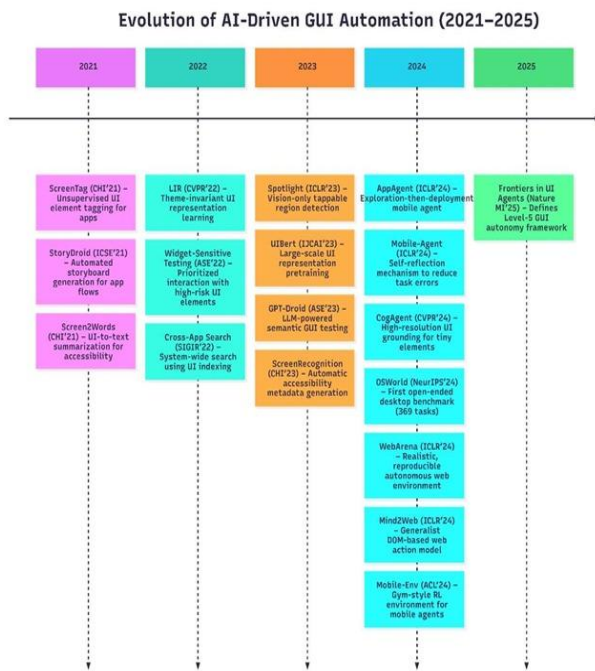 Evolution of AI-Driven GUI Automation (2021–2025)
2021
2022
2023
2024
2025
ScreenTag (CHI'21) –
Unsupervised UI
element tagging for
apps
StoryDroid (ICSE'21) –
Automated
storyboard
generation for app
flows
Screen2Words
(CHI'21) – UI-to-text
summarization for
accessibility
LIR (CVPR'22) –
Theme-invariant UI
representation
learning
Widget-Sensitive
Testing (ASE'22) –
Prioritized
interaction with
high-risk UI
elements
Cross-App Search
(SIGIR'22) –
System-wide search
using UI indexing
Spotlight (ICLR'23) –
Vision-only tappable
region detection
UIBert (IJCAI'23) –
Large-scale UI
representation
pretraining
GPT-Droid (ASE'23) –
LLM-powered
semantic GUI testing
ScreenRecognition
(CHI'23) – Automatic
accessibility
metadata generation
AppAgent (ICLR'24) –
Exploration-then-deployment
mobile agent
Mobile-Agent
(ICLR'24) –
Self-reflection
mechanism to reduce
task errors
CogAgent (CVPR'24) –
High-resolution UI
grounding for tiny
elements
OSWorld (NeurIPS'24)
– First open-ended
desktop benchmark
(369 tasks)
WebArena (ICLR'24)
– Realistic,
reproducible
autonomous web
environment
Mind2Web (ICLR'24)
– Generalist
DOM-based web
action model
Mobile-Env (ACL'24) –
Gym-style RL
environment for
mobile agents
Frontiers in UI
Agents (Nature
MI'25) – Defines
Level-5 GUI
autonomy framework